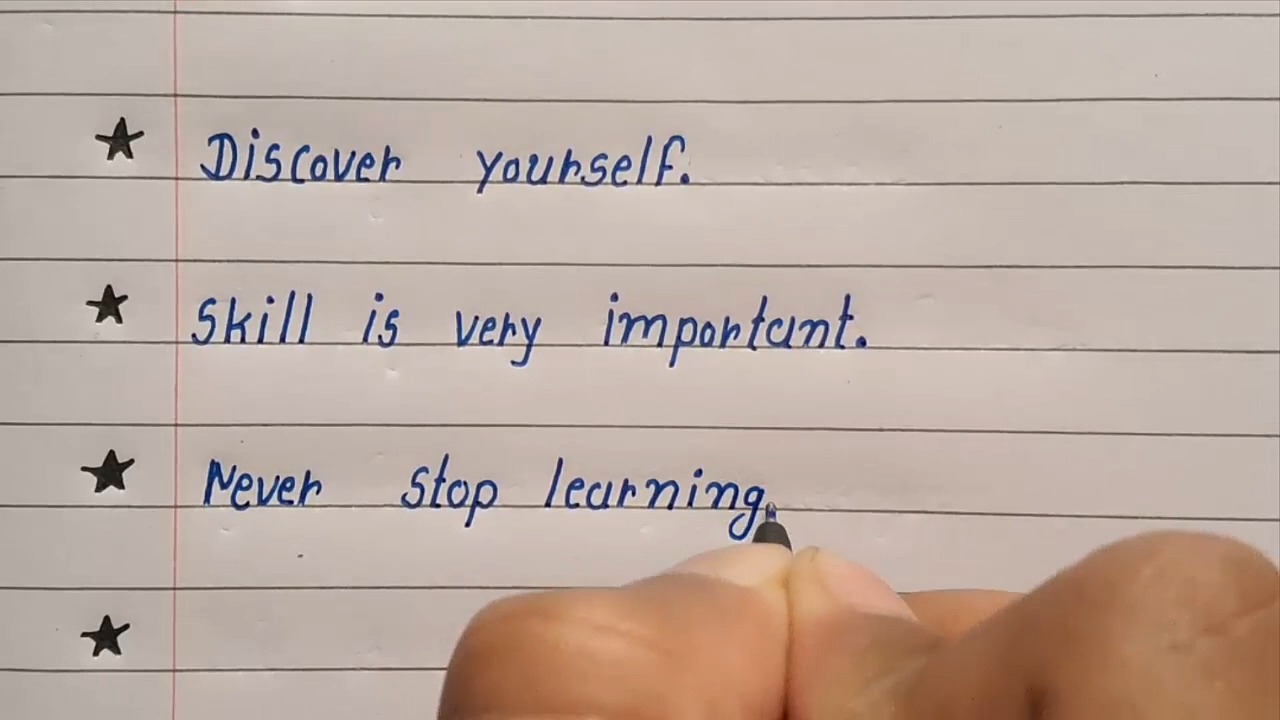 ★ Discover yourself.
★ Skill is very important.
★ Never stop learning.
★